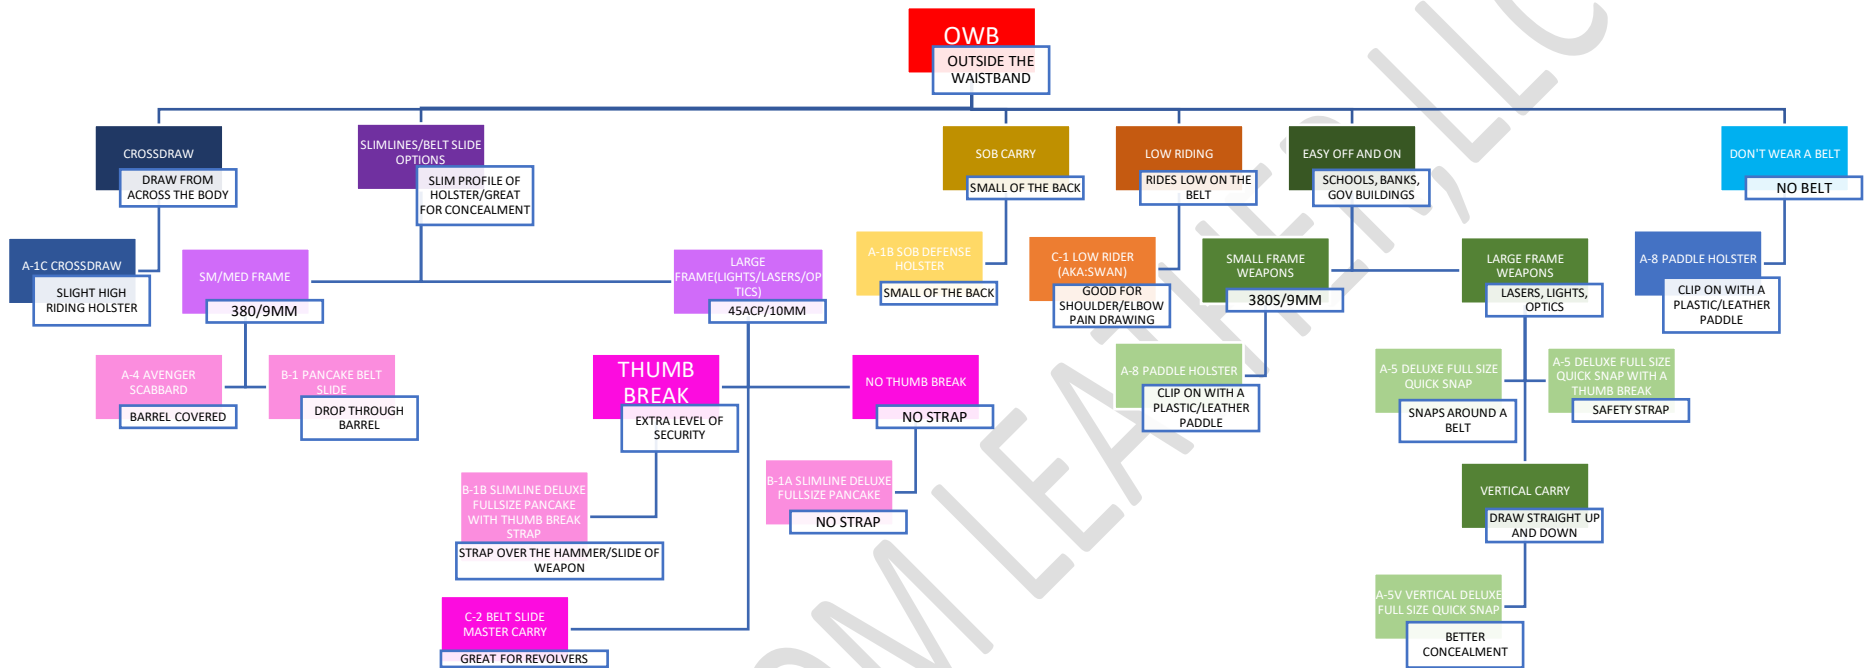 OWB
OUTSIDE THE
WAISTBAND
CROSSDRAW
DRAW FROM
ACROSS THE BODY
SLIMLINES/BELT SLIDE
OPTIONS
SLIM PROFILE OF
HOLSTER/GREAT
FOR CONCEALMENT
SOB CARRY
SMALL OF THE BACK
LOW RIDING
RIDES LOW ON THE
BELT
EASY OFF AND ON
SCHOOLS, BANKS,
GOV BUILDINGS
DON'T WEAR A BELT
NO BELT
A-1C CROSSDRAW
SLIGHT HIGH
RIDING HOLSTER
SM/MED FRAME
380/9MM
LARGE
FRAME(LIGHTS/LASERS/OP
TICS)
45ACP/10MM
A-1B SOB DEFENSE
HOLSTER
SMALL OF THE BACK
C-1 LOW RIDER
(AKA:SWAN)
GOOD FOR
SHOULDER/ELBOW
PAIN DRAWING
SMALL FRAME
WEAPONS
380S/9MM
LARGE FRAME
WEAPONS
LASERS, LIGHTS,
OPTICS
A-8 PADDLE HOLSTER
CLIP ON WITH A
PLASTIC/LEATHER
PADDLE
A-4 AVENGER
SCABBARD
BARREL COVERED
B-1 PANCAKE BELT
SLIDE
DROP THROUGH
BARREL
THUMB
BREAK
EXTRA LEVEL OF
SECURITY
NO THUMB BREAK
NO STRAP
A-8 PADDLE HOLSTER
CLIP ON WITH A
PLASTIC/LEATHER
PADDLE
A-5 DELUXE FULL SIZE
QUICK SNAP
SNAPS AROUND A
BELT
A-5 DELUXE FULL SIZE
QUICK SNAP WITH A
THUMB BREAK
SAFETY STRAP
B-1B SLIMLINE DELUXE
FULLSIZE PANCAKE
WITH THUMB BREAK
STRAP
STRAP OVER THE HAMMER/SLIDE OF
WEAPON
B-1A SLIMLINE DELUXE
FULLSIZE PANCAKE
NO STRAP
VERTICAL CARRY
DRAW STRAIGHT UP
AND DOWN
C-2 BELT SLIDE
MASTER CARRY
GREAT FOR REVOLVERS
A-5V VERTICAL DELUXE
FULL SIZE QUICK SNAP
BETTER
CONCEALMENT
LEATHER, LLC